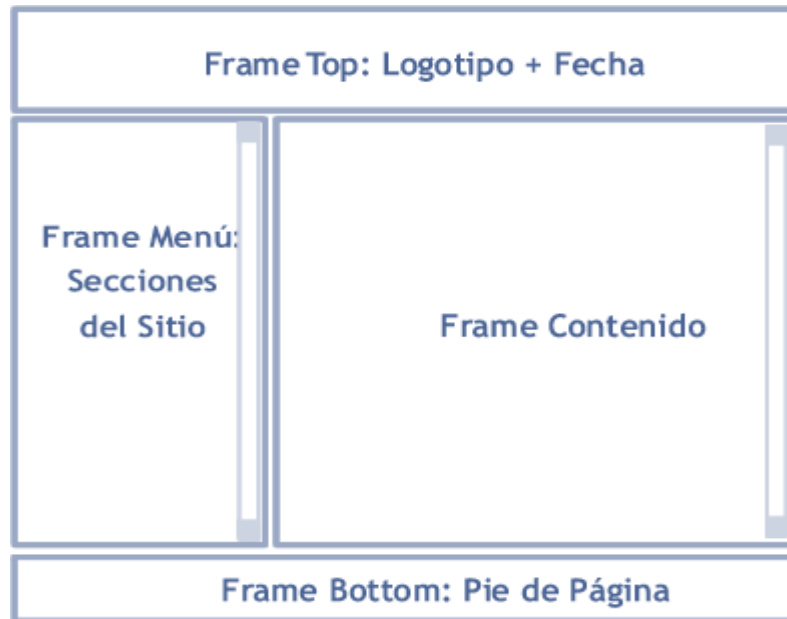 Frame Top: Logotipo + Fecha
Frame Menú:
Secciones
del Sitio
Frame Contenido
Frame Bottom: Pie de Página